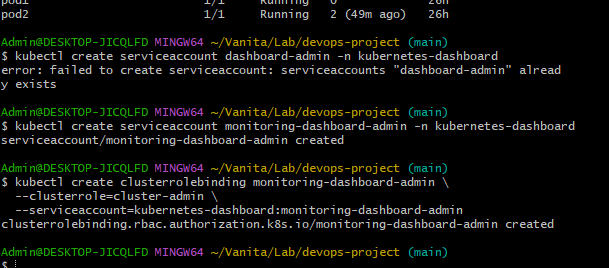 pod1 1/1 Running 0 26h
pod2 1/1 Running 2 (49m ago) 26h
Admin@DESKTOP-JICQLFD MINGW64 ~/Vanita/Lab/devops-project (main)
$ kubectl create serviceaccount dashboard-admin -n kubernetes-dashboard
error: failed to create serviceaccount: serviceaccounts "dashboard-admin" alread
y exists
Admin@DESKTOP-JICQLFD MINGW64 ~/Vanita/Lab/devops-project (main)
$ kubectl create serviceaccount monitoring-dashboard-admin -n kubernetes-dashboard
serviceaccount/monitoring-dashboard-admin created
Admin@DESKTOP-JICQLFD MINGW64 ~/Vanita/Lab/devops-project (main)
$ kubectl create clusterrolebinding monitoring-dashboard-admin \
  --clusterrole=cluster-admin \
  --serviceaccount=kubernetes-dashboard:monitoring-dashboard-admin
clusterrolebinding.rbac.authorization.k8s.io/monitoring-dashboard-admin created
Admin@DESKTOP-JICQLFD MINGW64 ~/Vanita/Lab/devops-project (main)
$